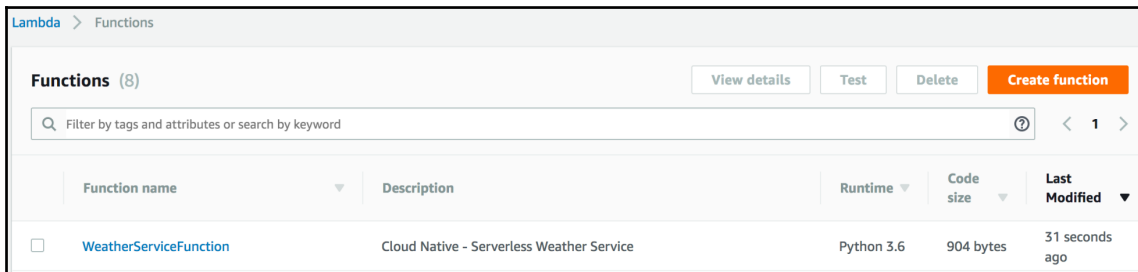 Lambda > Functions
Functions (8)
View details
Test
Delete
Create function
Filter by tags and attributes or search by keyword
< 1 >
Function name
Description
Runtime
Code size
Last Modified
WeatherServiceFunction
Cloud Native - Serverless Weather Service
Python 3.6
904 bytes
31 seconds ago